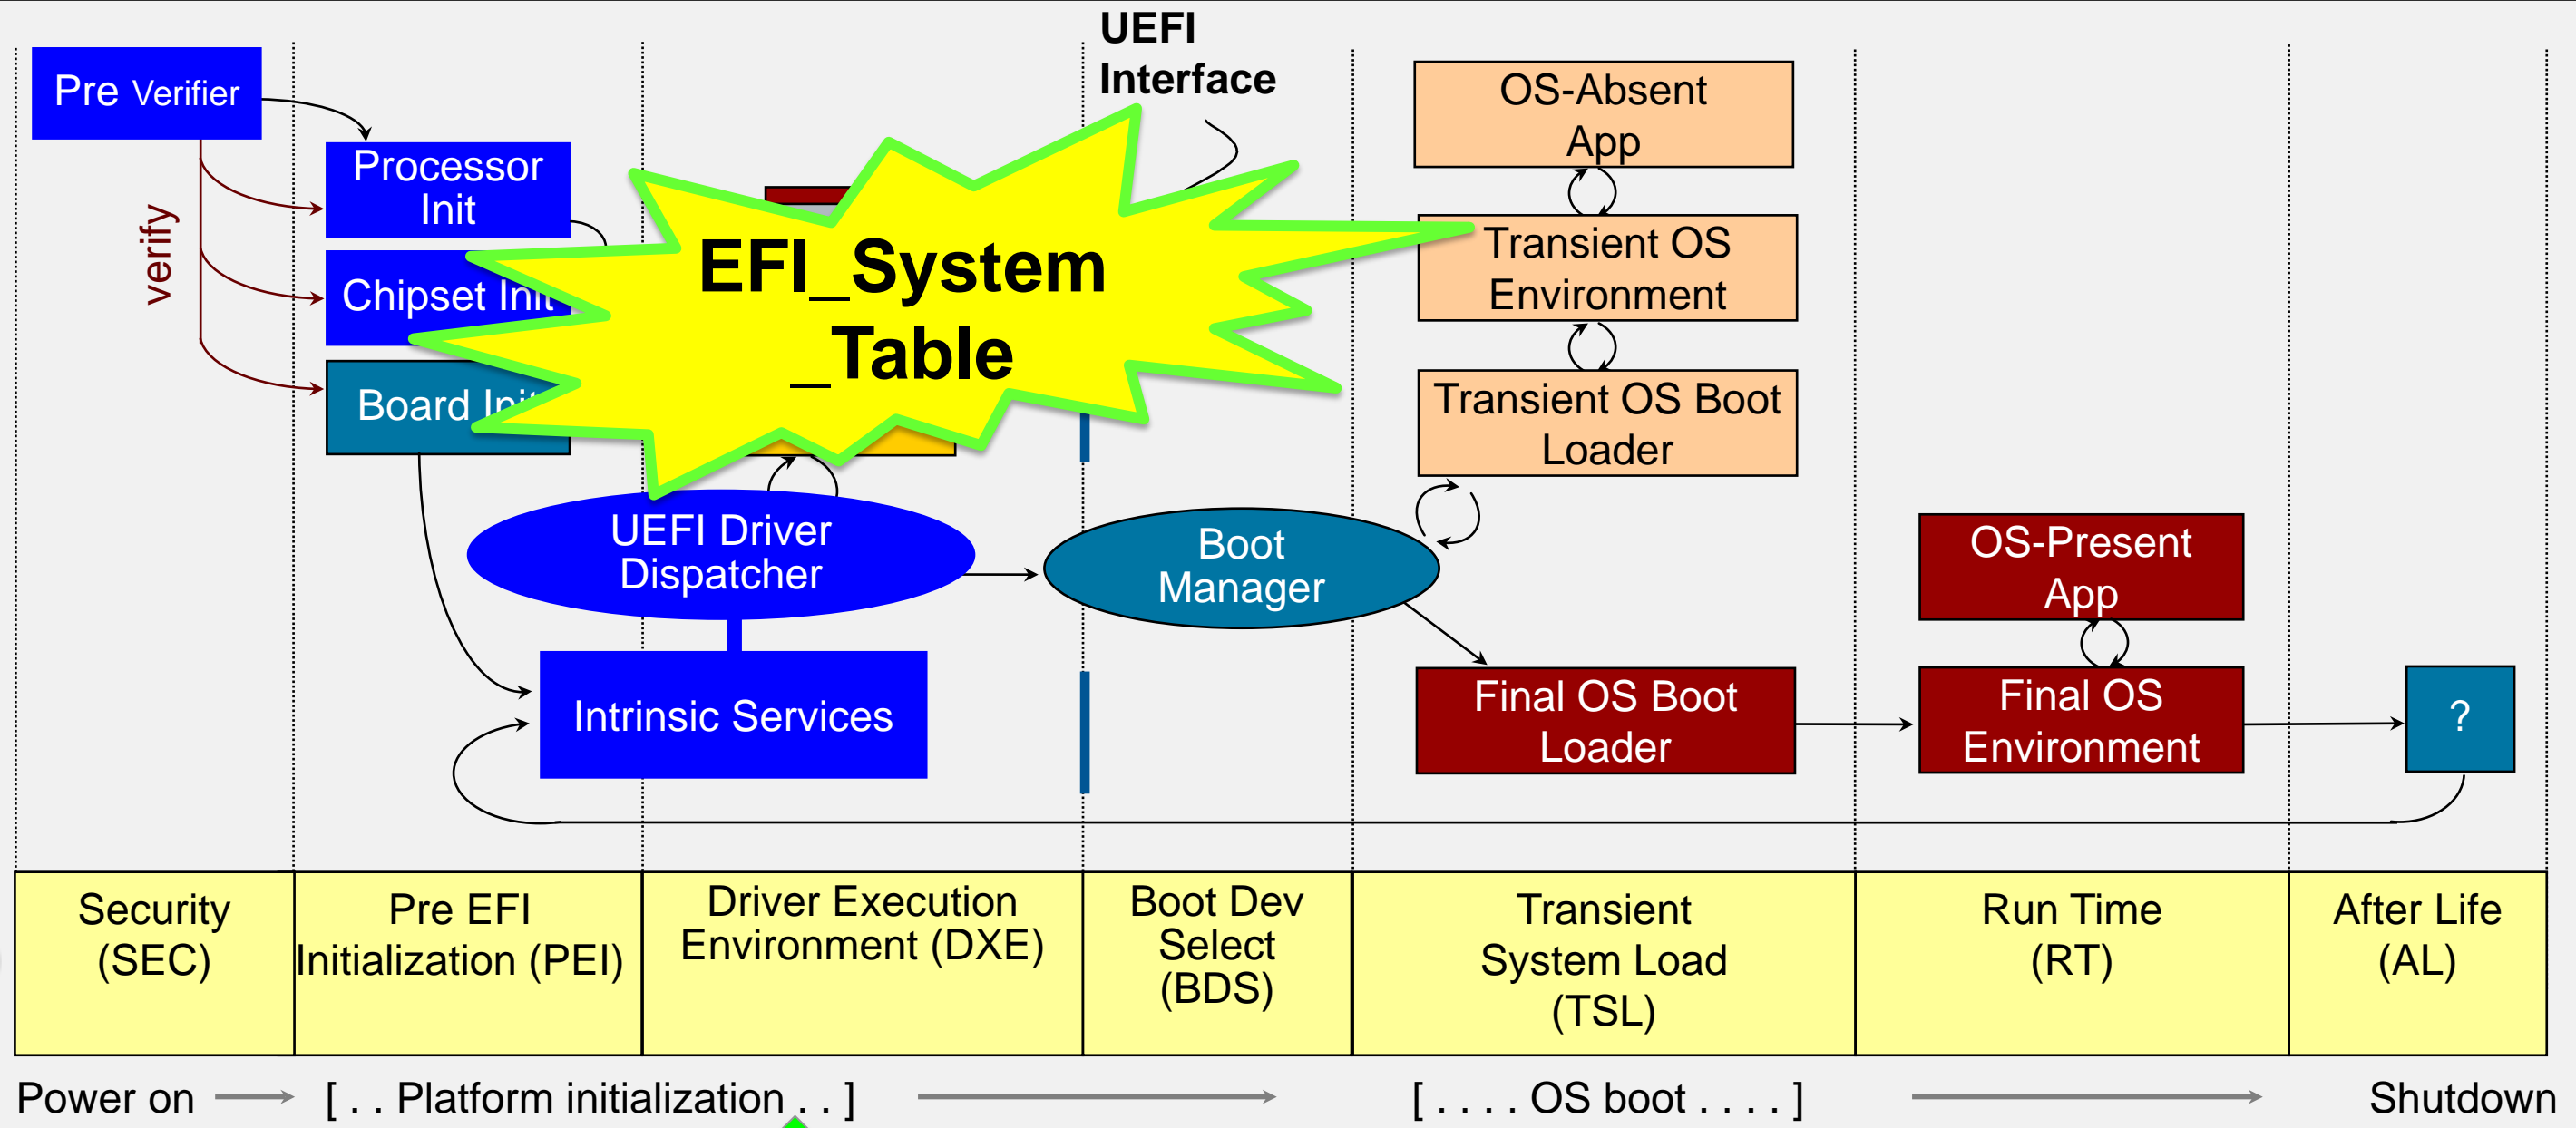 UEFI
Interface
Pre Verifier
verify
Processor
Init
Chipset Init
Board Init
EFI_System
_Table
OS-Absent
App
Transient OS
Environment
Transient OS Boot
Loader
UEFI Driver
Dispatcher
Boot
Manager
OS-Present
App
Intrinsic Services
Final OS Boot
Loader
Final OS
Environment
?
Security
(SEC)
Pre EFI
Initialization (PEI)
Driver Execution
Environment (DXE)
Boot Dev
Select
(BDS)
Transient
System Load
(TSL)
Run Time
(RT)
After Life
(AL)
Power on
[ . . Platform initialization . . ]
[ . . . . OS boot . . . . ]
Shutdown